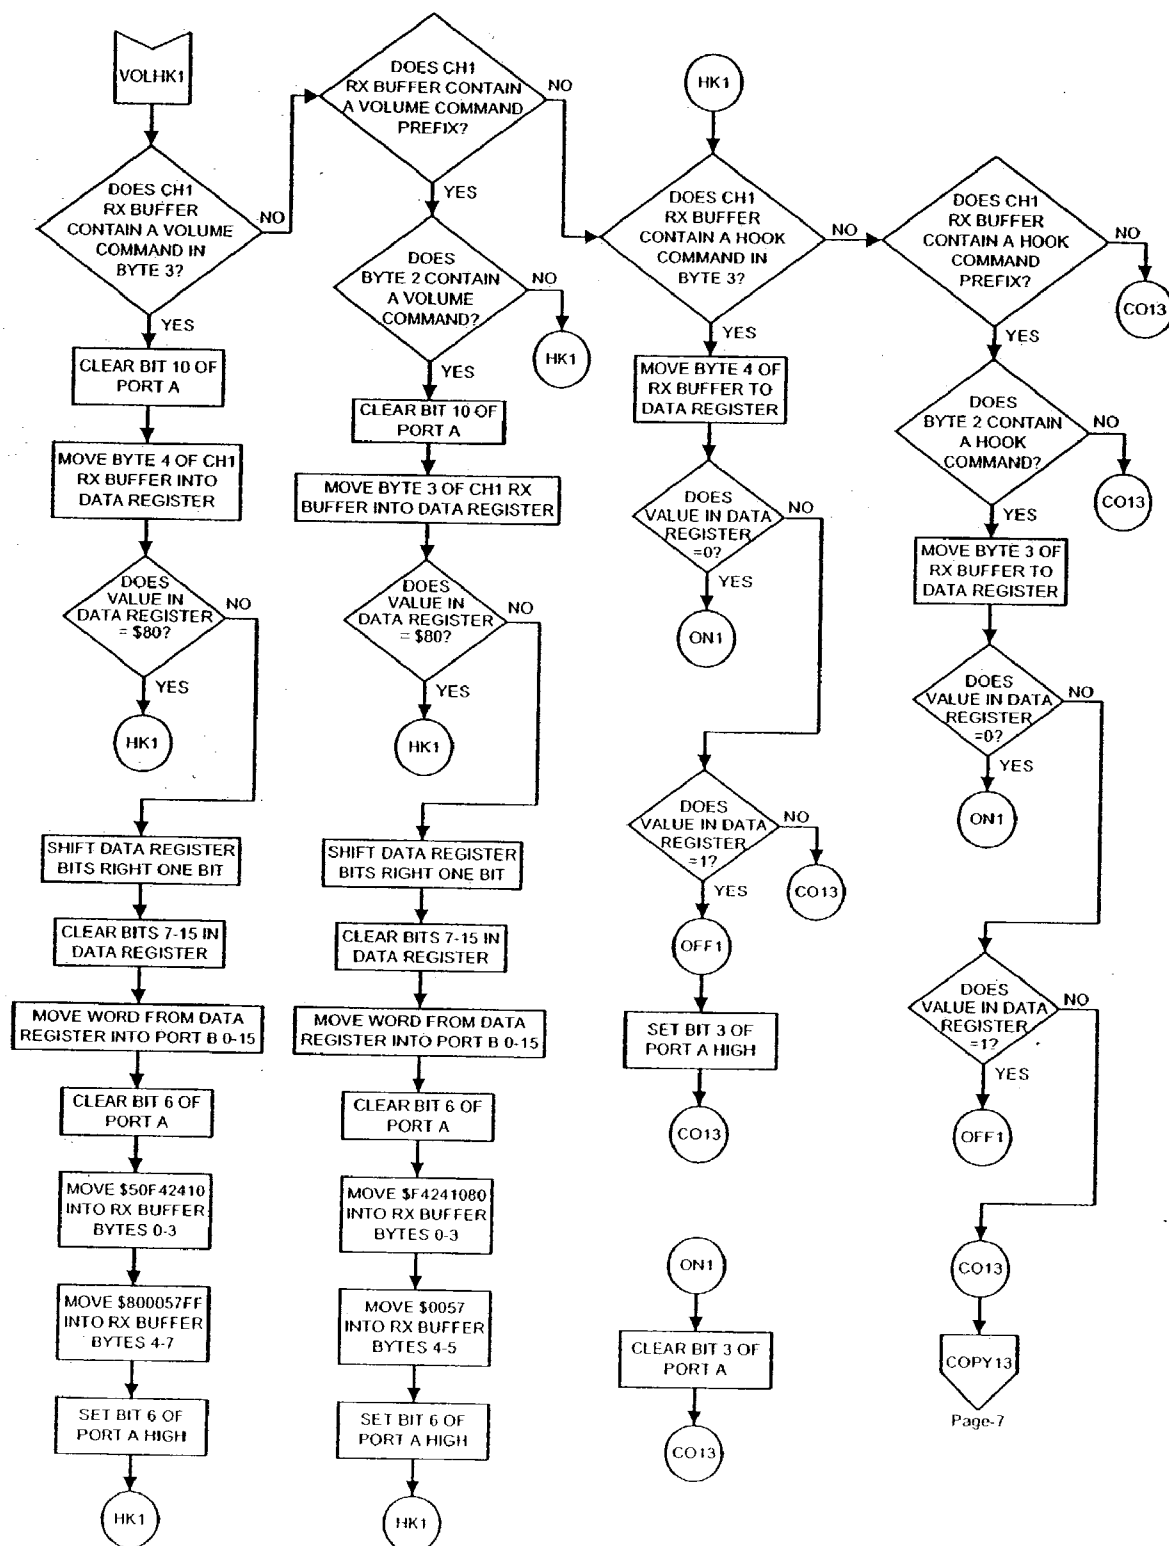 VOLHK1
DOES CH1
RX BUFFER
CONTAIN A VOLUME
COMMAND IN
BYTE 3?
NO
YES
CLEAR BIT 10 OF
PORT A
MOVE BYTE 4 OF CH1
RX BUFFER INTO
DATA REGISTER
DOES
VALUE IN
DATA REGISTER
= $80?
NO
YES
HK1
SHIFT DATA REGISTER
BITS RIGHT ONE BIT
CLEAR BITS 7-15 IN
DATA REGISTER
MOVE WORD FROM DATA
REGISTER INTO PORT B 0-15
CLEAR BIT 6 OF
PORT A
MOVE $50F42410
INTO RX BUFFER
BYTES 0-3
MOVE $800057FF
INTO RX BUFFER
BYTES 4-7
SET BIT 6 OF
PORT A HIGH
HK1
DOES CH1
RX BUFFER CONTAIN
A VOLUME COMMAND
PREFIX?
NO
YES
DOES
BYTE 2 CONTAIN
A VOLUME
COMMAND?
NO
HK1
YES
CLEAR BIT 10 OF
PORT A
MOVE BYTE 3 OF CH1 RX
BUFFER INTO DATA REGISTER
DOES
VALUE IN
DATA REGISTER
= $80?
NO
YES
HK1
SHIFT DATA REGISTER
BITS RIGHT ONE BIT
CLEAR BITS 7-15 IN
DATA REGISTER
MOVE WORD FROM DATA
REGISTER INTO PORT B 0-15
CLEAR BIT 6 OF
PORT A
MOVE $F4241080
INTO RX BUFFER
BYTES 0-3
MOVE $0057
INTO RX BUFFER
BYTES 4-5
SET BIT 6 OF
PORT A HIGH
HK1
HK1
DOES CH1
RX BUFFER
CONTAIN A HOOK
COMMAND IN
BYTE 3?
NO
YES
MOVE BYTE 4 OF
RX BUFFER TO
DATA REGISTER
DOES
VALUE IN DATA
REGISTER
=0?
NO
YES
ON1
DOES
VALUE IN DATA
REGISTER
=1?
NO
CO13
YES
OFF1
SET BIT 3 OF
PORT A HIGH
CO13
ON1
CLEAR BIT 3 OF
PORT A
CO13
DOES CH1
RX BUFFER
CONTAIN A HOOK
COMMAND
PREFIX?
NO
CO13
YES
DOES
BYTE 2 CONTAIN
A HOOK
COMMAND?
NO
CO13
YES
MOVE BYTE 3 OF
RX BUFFER TO
DATA REGISTER
DOES
VALUE IN DATA
REGISTER
=0?
NO
YES
ON1
DOES
VALUE IN DATA
REGISTER
=1?
NO
YES
OFF1
CO13
COPY13
Page-7